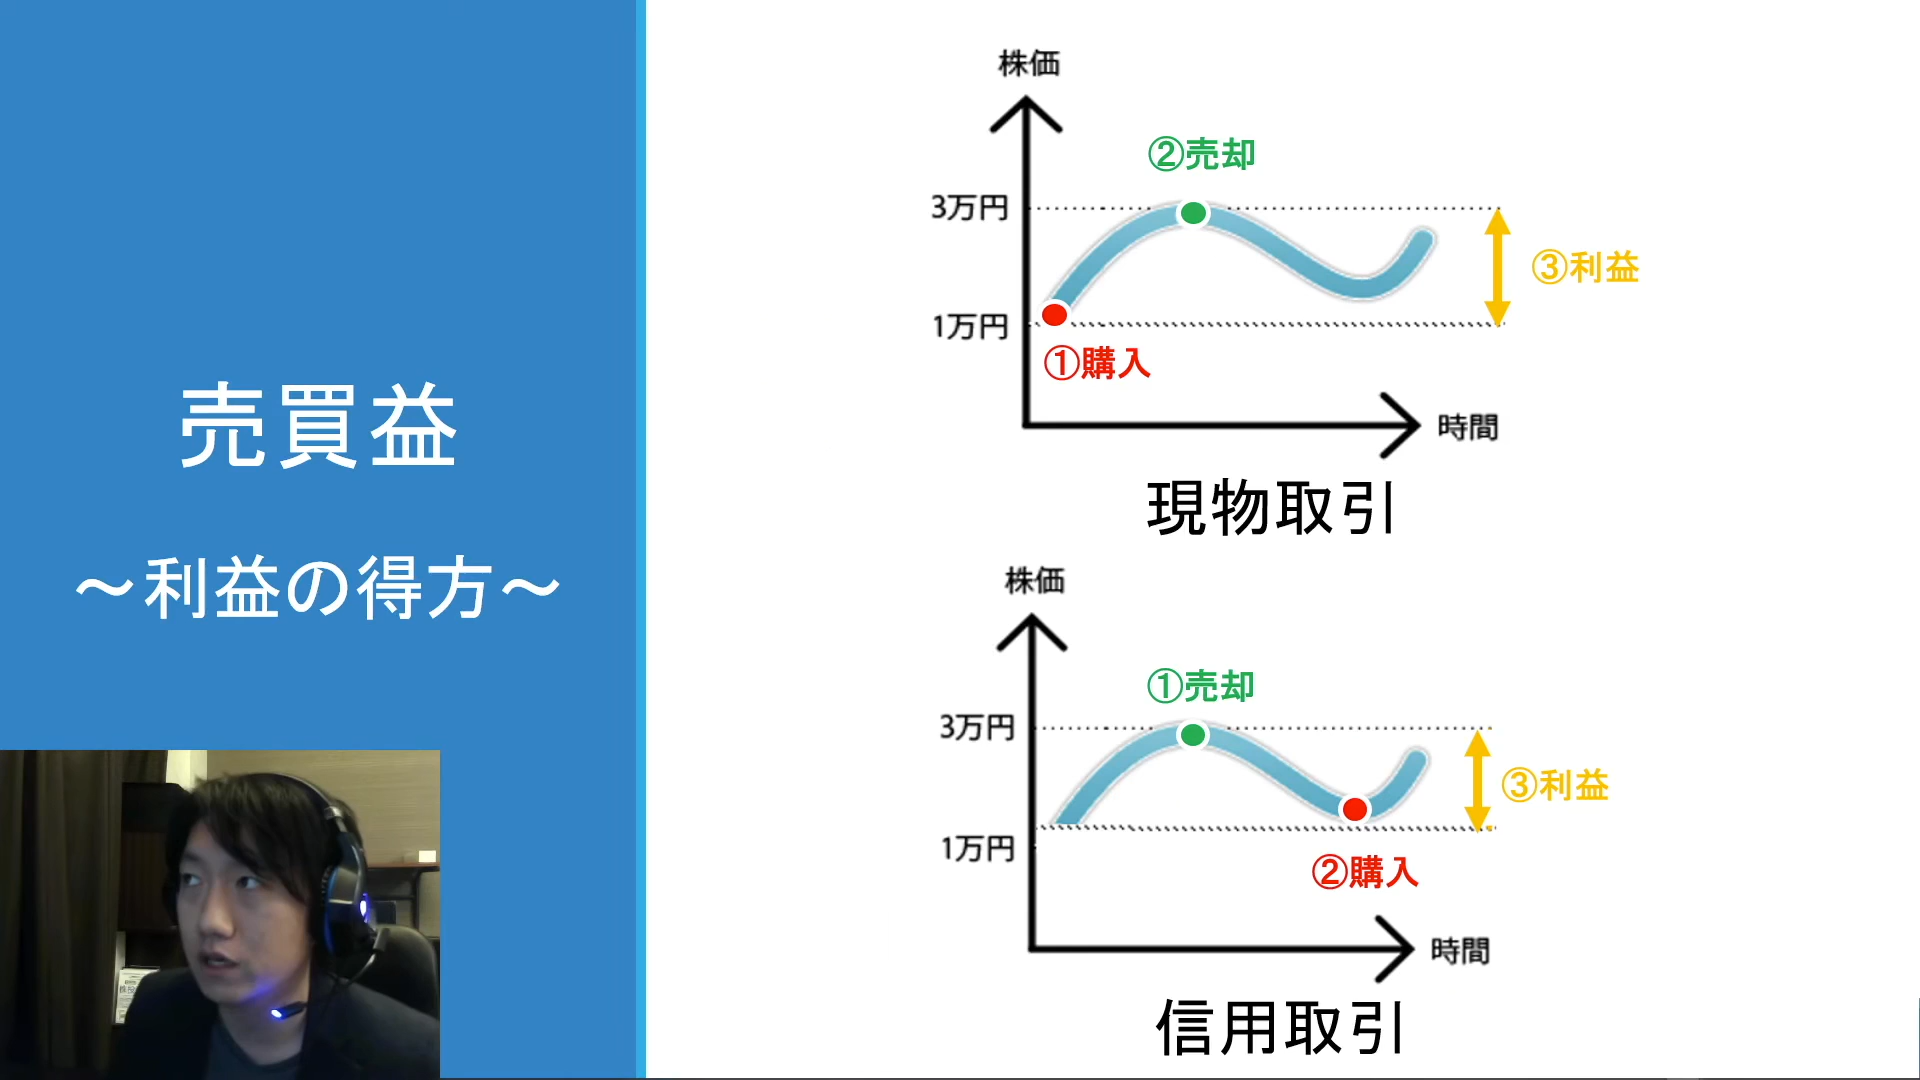 売買益
～利益の得方～
株価
②売却
3万円
③利益
1万円
①購入
時間
現物取引
株価
①売却
3万円
③利益
1万円
②購入
時間
信用取引